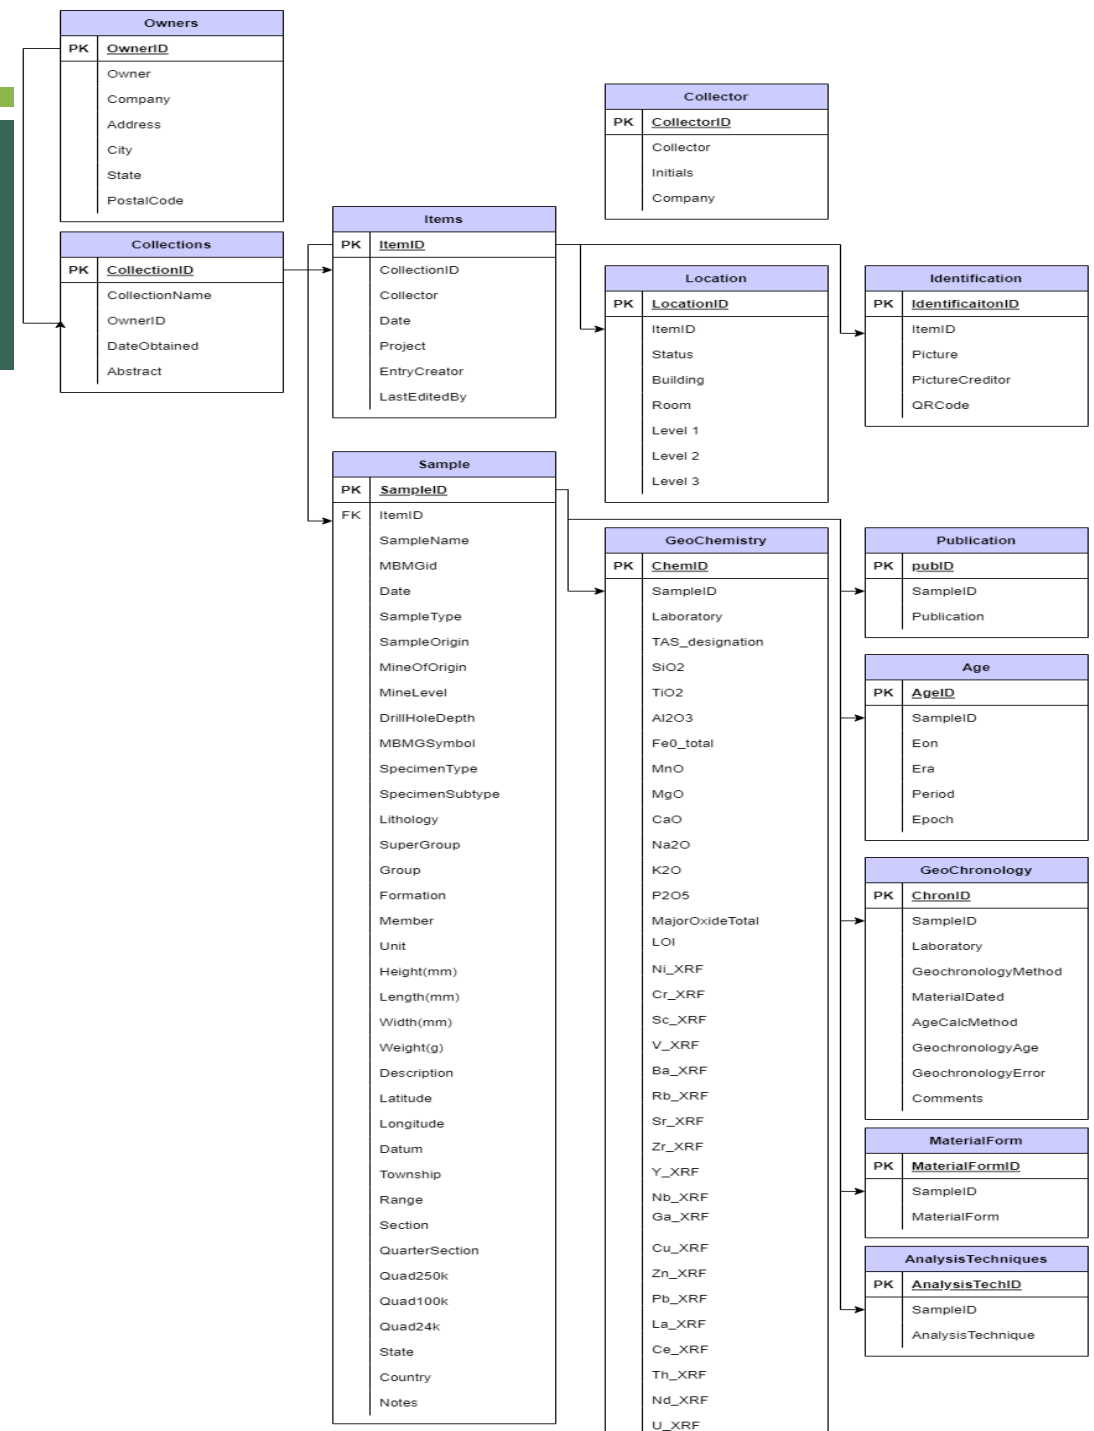 Owners
PK OwnerID
Owner
Company
Address
City
State
PostalCode
Collections
PK CollectionID
CollectionName
OwnerID
DateObtained
Abstract
Items
PK ItemID
CollectionID
Collector
Date
Project
EntryCreator
LastEditedBy
Sample
PK SampleID
FK ItemID
SampleName
MBMGid
Date
SampleType
SampleOrigin
MineOfOrigin
MineLevel
DrillHoleDepth
MBMGSymbol
SpecimenType
SpecimenSubtype
Lithology
SuperGroup
Group
Formation
Member
Unit
Height(mm)
Length(mm)
Width(mm)
Weight(g)
Description
Latitude
Longitude
Datum
Township
Range
Section
QuarterSection
Quad250k
Quad100k
Quad24k
State
Country
Notes
Collector
PK CollectorID
Collector
Initials
Company
Location
PK LocationID
ItemID
Status
Building
Room
Level 1
Level 2
Level 3
GeoChemistry
PK ChemID
SampleID
Laboratory
TAS_designation
SiO2
TiO2
Al2O3
Fe0_total
MnO
MgO
CaO
Na2O
K2O
P2O5
MajorOxideTotal
LOI
Ni_XRF
Cr_XRF
Sc_XRF
V_XRF
Ba_XRF
Rb_XRF
Sr_XRF
Zr_XRF
Y_XRF
Nb_XRF
Ga_XRF
Cu_XRF
Zn_XRF
Pb_XRF
La_XRF
Ce_XRF
Th_XRF
Nd_XRF
U_XRF
Identification
PK IdentificaitonID
ItemID
Picture
PictureCreditor
QRCode
Publication
PK pubID
SampleID
Publication
Age
PK AgeID
SampleID
Eon
Era
Period
Epoch
GeoChronology
PK ChronID
SampleID
Laboratory
GeochronologyMethod
MaterialDated
AgeCalcMethod
GeochronologyAge
GeochronologyError
Comments
MaterialForm
PK MaterialFormID
SampleID
MaterialForm
AnalysisTechniques
PK AnalysisTechID
SampleID
AnalysisTechnique